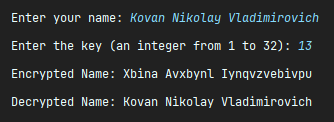 Enter your name: Kovan Nikolay Vladimirovich
Enter the key (an integer from 1 to 32): 13
Encrypted Name: Xbina Avxbynl Iynqvzvebivpu
Decrypted Name: Kovan Nikolay Vladimirovich